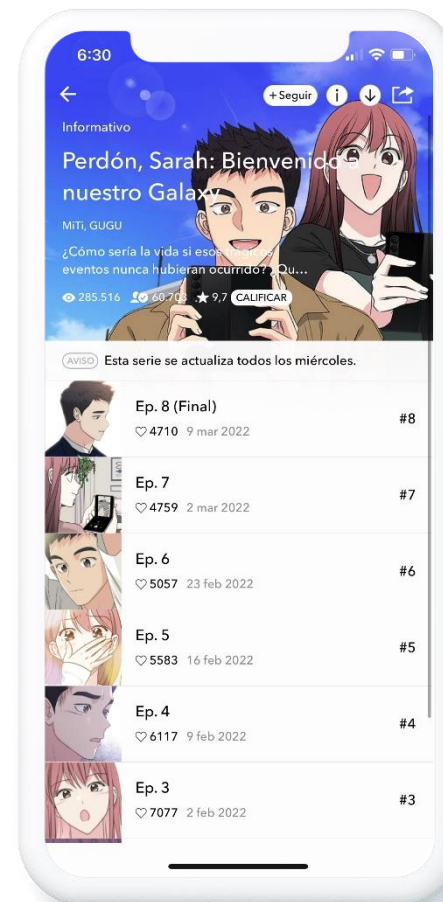 6:30
+ Seguir
Informativo
Perdón, Sarah: Bienvenido a
nuestro Galaxy
MiTi, GUGU
¿Cómo sería la vida si esos trágicos
eventos nunca hubieran ocurrido? ¿Qu...
285.516 60.703 9,7 CALIFICAR
AVISO Esta serie se actualiza todos los miércoles.
Ep. 8 (Final)
4710 9 mar 2022
#8
Ep. 7
4759 2 mar 2022
#7
Ep. 6
5057 23 feb 2022
#6
Ep. 5
5583 16 feb 2022
#5
Ep. 4
6117 9 feb 2022
#4
Ep. 3
7077 2 feb 2022
#3